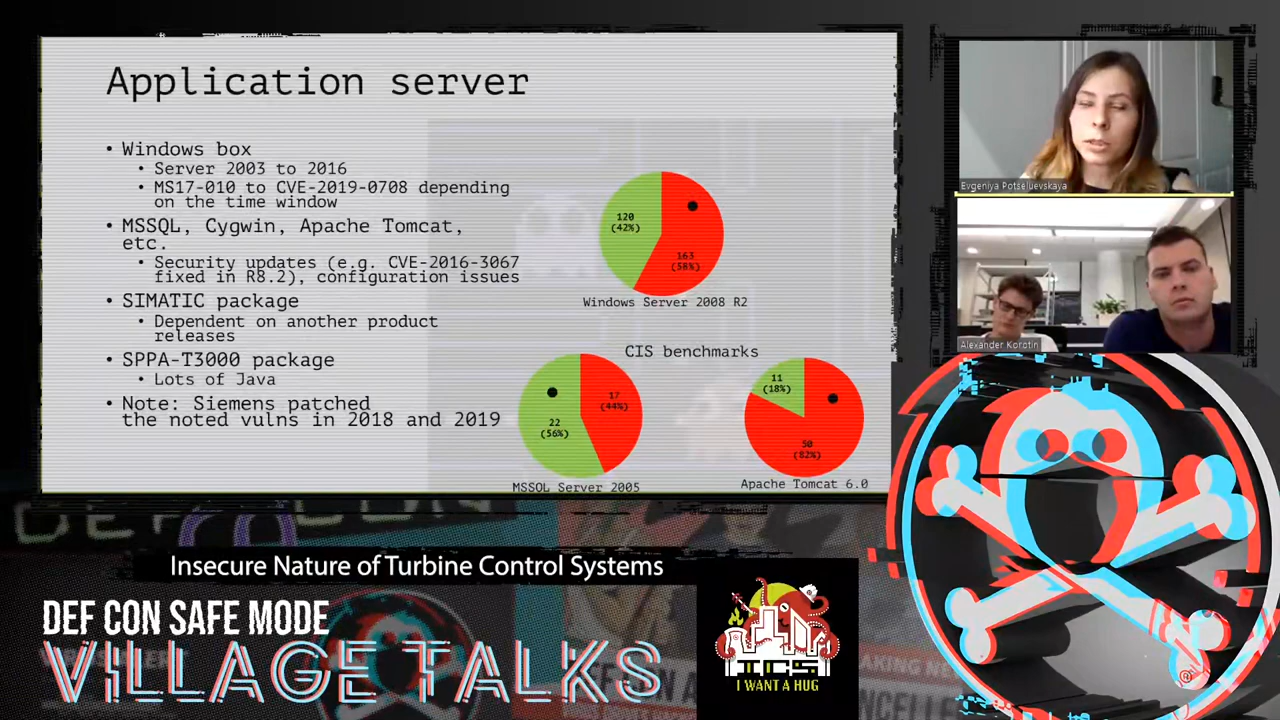 Application server
• Windows box
• Server 2003 to 2016
• MS17-010 to CVE-2019-0708 depending
on the time window
• MSSQL, Cygwin, Apache Tomcat,
etc.
• Security updates (e.g. CVE-2016-3067
fixed in R8.2), configuration issues
• SIMATIC package
• Dependent on another product
releases
• SPPA-T3000 package
• Lots of Java
• Note: Siemens patched
the noted vulns in 2018 and 2019
120
(42%)
163
(58%)
Windows Server 2008 R2
CIS benchmarks
17
(44%)
22
(56%)
MSSQL Server 2005
11
(18%)
50
(82%)
Apache Tomcat 6.0
Evgeniya Potseluevskaya
Alexander Korotin
Insecure Nature of Turbine Control Systems
DEF CON SAFE MODE
VILLAGE TALKS
ICS
I WANT A HUG
DEF CON